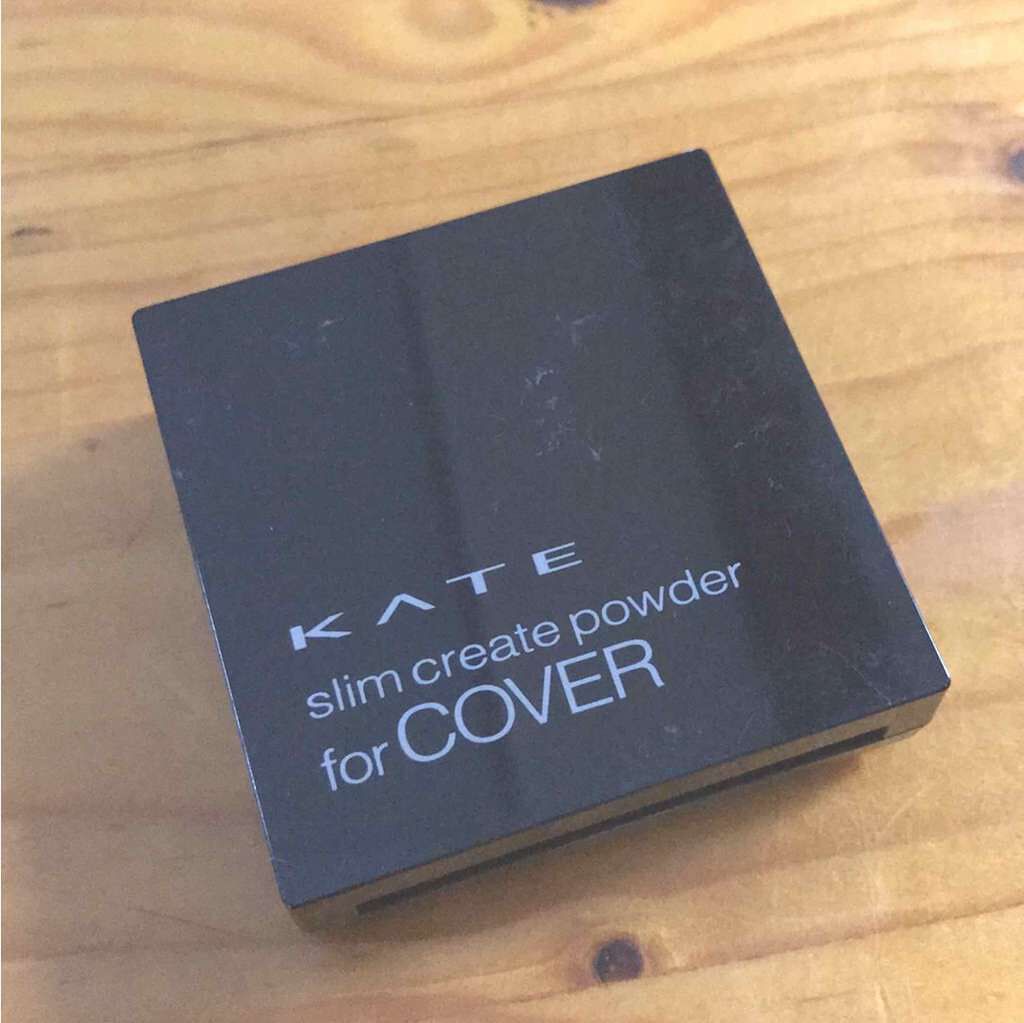 KATE
slim create powder
for COVER